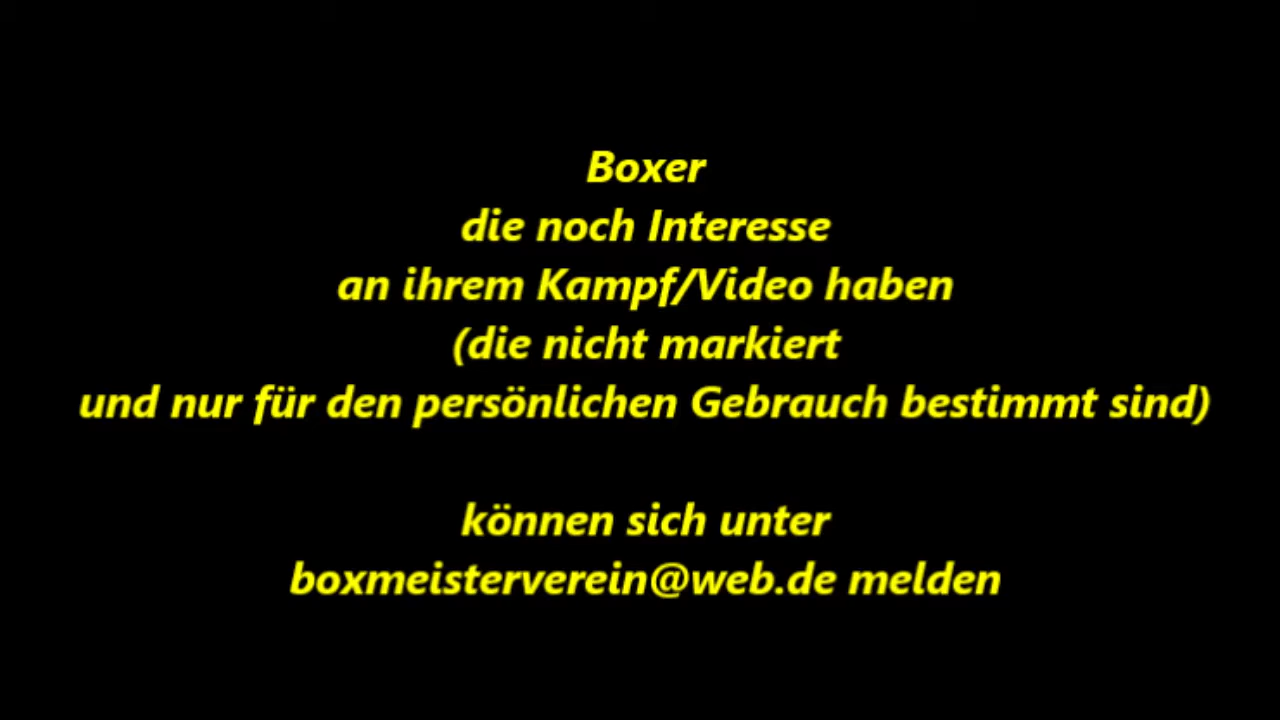 Boxer
die noch Interesse
an ihrem Kampf/Video haben
(die nicht markiert
und nur für den persönlichen Gebrauch bestimmt sind)
können sich unter
boxmeisterverein@web.de melden